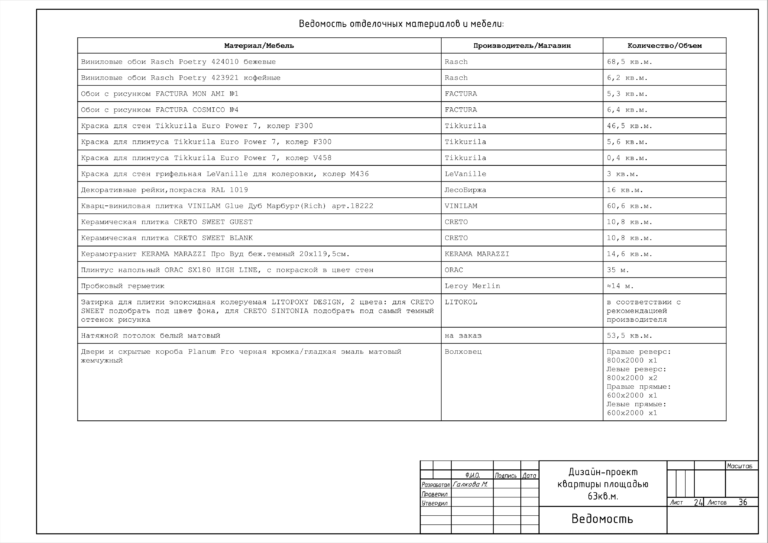 Ведомость отделочных материалов и мебели:
Материал/Мебель Производитель/Магазин Количество/Объем
Виниловые обои Rasch Poetry 424010 бежевые Rasch 68,5 кв.м.
Виниловые обои Rasch Poetry 423921 кофейные Rasch 6,2 кв.м.
Обои с рисунком FACTURA MON AMI №1 FACTURA 5,3 кв.м.
Обои с рисунком FACTURA COSMICO №4 FACTURA 6,4 кв.м.
Краска для стен Tikkurila Euro Power 7, колер F300 Tikkurila 46,5 кв.м.
Краска для плинтуса Tikkurila Euro Power 7, колер F300 Tikkurila 5,6 кв.м.
Краска для плинтуса Tikkurila Euro Power 7, колер V458 Tikkurila 0,4 кв.м.
Краска для стен грифельная LeVanille для колеровки, колер M436 LeVanille 3 кв.м.
Декоративные рейки,покраска RAL 1019 ЛесоБиржа 16 кв.м.
Кварц-виниловая плитка VINILAM Glue Дуб Марбург(Rich) арт.18222 VINILAM 60,6 кв.м.
Керамическая плитка CRETO SWEET GUEST CRETO 10,8 кв.м.
Керамическая плитка CRETO SWEET BLANK CRETO 10,8 кв.м.
Керамогранит KERAMA MARAZZI Про Вуд беж.темный 20х119,5см. KERAMA MARAZZI 14,6 кв.м.
Плинтус напольный ORAC SX180 HIGH LINE, с покраской в цвет стен ORAC 35 м.
Пробковый герметик Leroy Merlin ≈14 м.
Затирка для плитки эпоксидная колеруемая LITOPOXY DESIGN, 2 цвета: для CRETO LITOKOL в соответствии с
SWEET подобрать под цвет фона, для CRETO SINTONIA подобрать под самый темный рекомендацией
оттенок рисунка производителя
Натяжной потолок белый матовый на заказ 53,5 кв.м.
Двери и скрытые короба Planum Pro черная кромка/гладкая эмаль матовый Волховец Правые реверс:
жемчужный 800х2000 х1
Левые реверс:
800х2000 х2
Правые прямые:
600х2000 х1
Левые прямые:
600х2000 х1
Масштаб
Ф.И.О. Подпись Дата
Дизайн-проект
квартиры площадью
63кв.м.
Разработал Галкова М.
Проверил
Утвердил
Лист 24 Листов 36
Ведомость